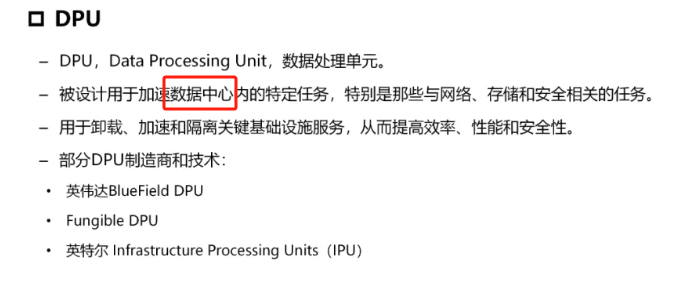 DPU
– DPU，Data Processing Unit，数据处理单元。
– 被设计用于加速数据中心内的特定任务，特别是那些与网络、存储和安全相关的任务。
– 用于卸载、加速和隔离关键基础设施服务，从而提高效率、性能和安全性。
– 部分DPU制造商和技术：
• 英伟达BlueField DPU
• Fungible DPU
• 英特尔 Infrastructure Processing Units（IPU）